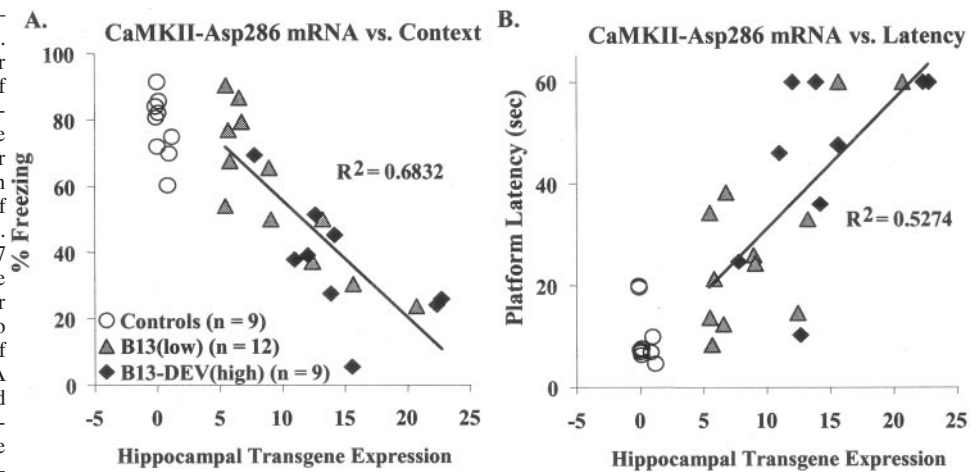 A.
CaMKII-Asp286 mRNA vs. Context
100
80
60
40
20
0
% Freezing
R2 = 0.6832
Controls (n = 9)
B13(low) (n = 12)
B13-DEV(high) (n = 9)
-5 0 5 10 15 20 25
Hippocampal Transgene Expression
B.
CaMKII-Asp286 mRNA vs. Latency
60
40
20
0
Platform Latency (sec)
R2 = 0.5274
-5 0 5 10 15 20 25
Hippocampal Transgene Expression